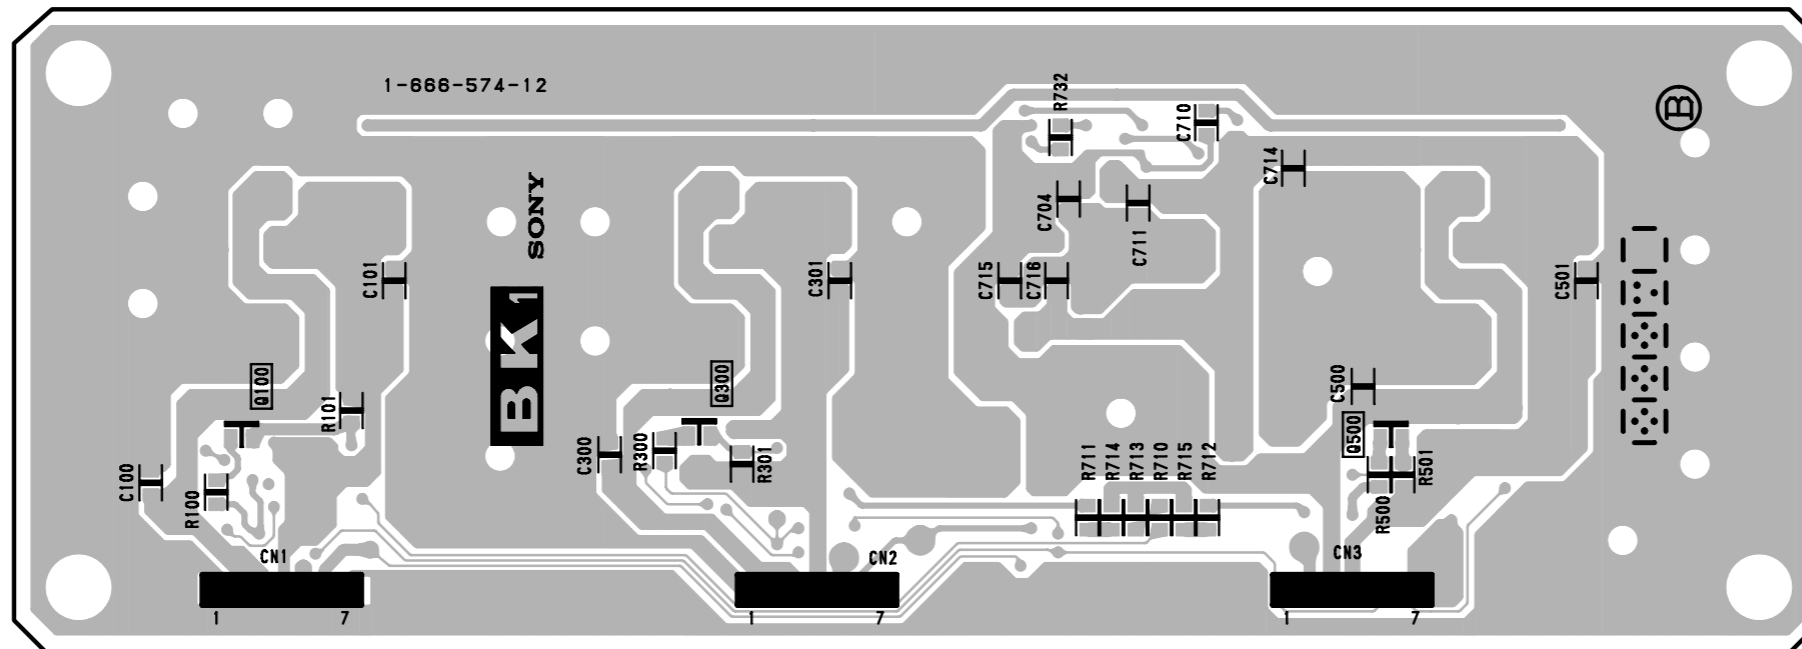 1-666-574-12
R732
C710
B
C714
SONY
C704
C711
C101
C301
C715
C716
C501
BK1
Q100
Q300
C500
R101
Q500
C100
R100
C300
R300
R301
R711
R714
R713
R710
R715
R712
R501
R500
CN1
CN2
CN3
1 7
1 7
1 7